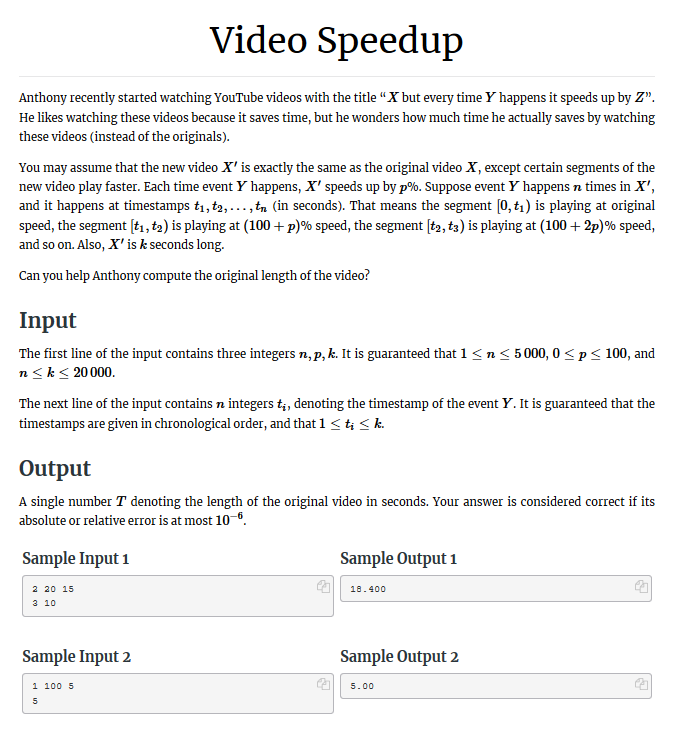 Video Speedup
Anthony recently started watching YouTube videos with the title “X but every time Y happens it speeds up by Z”.
He likes watching these videos because it saves time, but he wonders how much time he actually saves by watching
these videos (instead of the originals).
You may assume that the new video X′ is exactly the same as the original video X, except certain segments of the
new video play faster. Each time event Y happens, X′ speeds up by p%. Suppose event Y happens n times in X′,
and it happens at timestamps t₁, t₂, . . . , tₙ (in seconds). That means the segment [0, t₁) is playing at original
speed, the segment [t₁, t₂) is playing at (100 + p)% speed, the segment [t₂, t₃) is playing at (100 + 2p)% speed,
and so on. Also, X′ is k seconds long.
Can you help Anthony compute the original length of the video?
Input
The first line of the input contains three integers n, p, k. It is guaranteed that 1 ≤ n ≤ 5 000, 0 ≤ p ≤ 100, and
n ≤ k ≤ 20 000.
The next line of the input contains n integers tᵢ, denoting the timestamp of the event Y. It is guaranteed that the
timestamps are given in chronological order, and that 1 ≤ tᵢ ≤ k.
Output
A single number T denoting the length of the original video in seconds. Your answer is considered correct if its
absolute or relative error is at most 10⁻⁶.
Sample Input 1
2 20 15
3 10
Sample Output 1
18.400
Sample Input 2
1 100 5
5
Sample Output 2
5.00